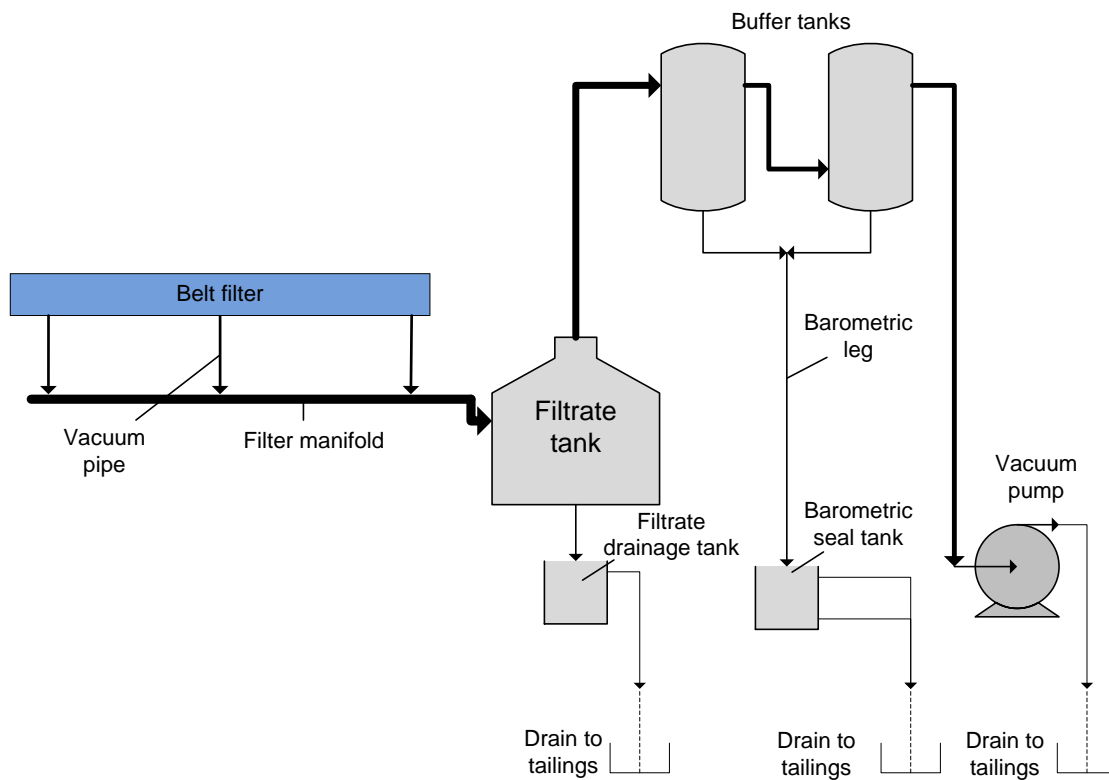 Buffer tanks
Belt filter
Barometric
leg
Filtrate
tank
Vacuum
pipe
Filter manifold
Vacuum
pump
Filtrate
drainage tank
Barometric
seal tank
Drain to
tailings
Drain to
tailings
Drain to
tailings